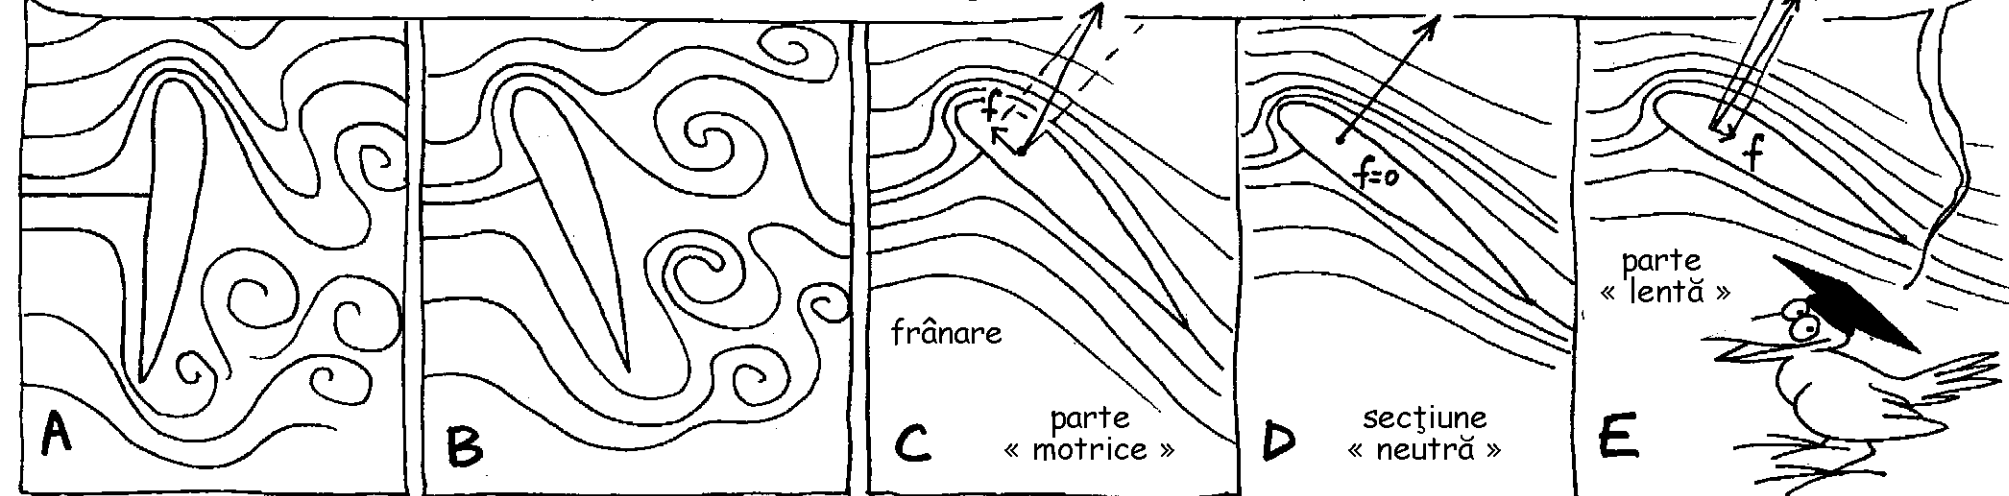 A
B
f
frânare
C
parte
« motrice »
f=0
D
secţiune
« neutră »
f
parte
« lentă »
E